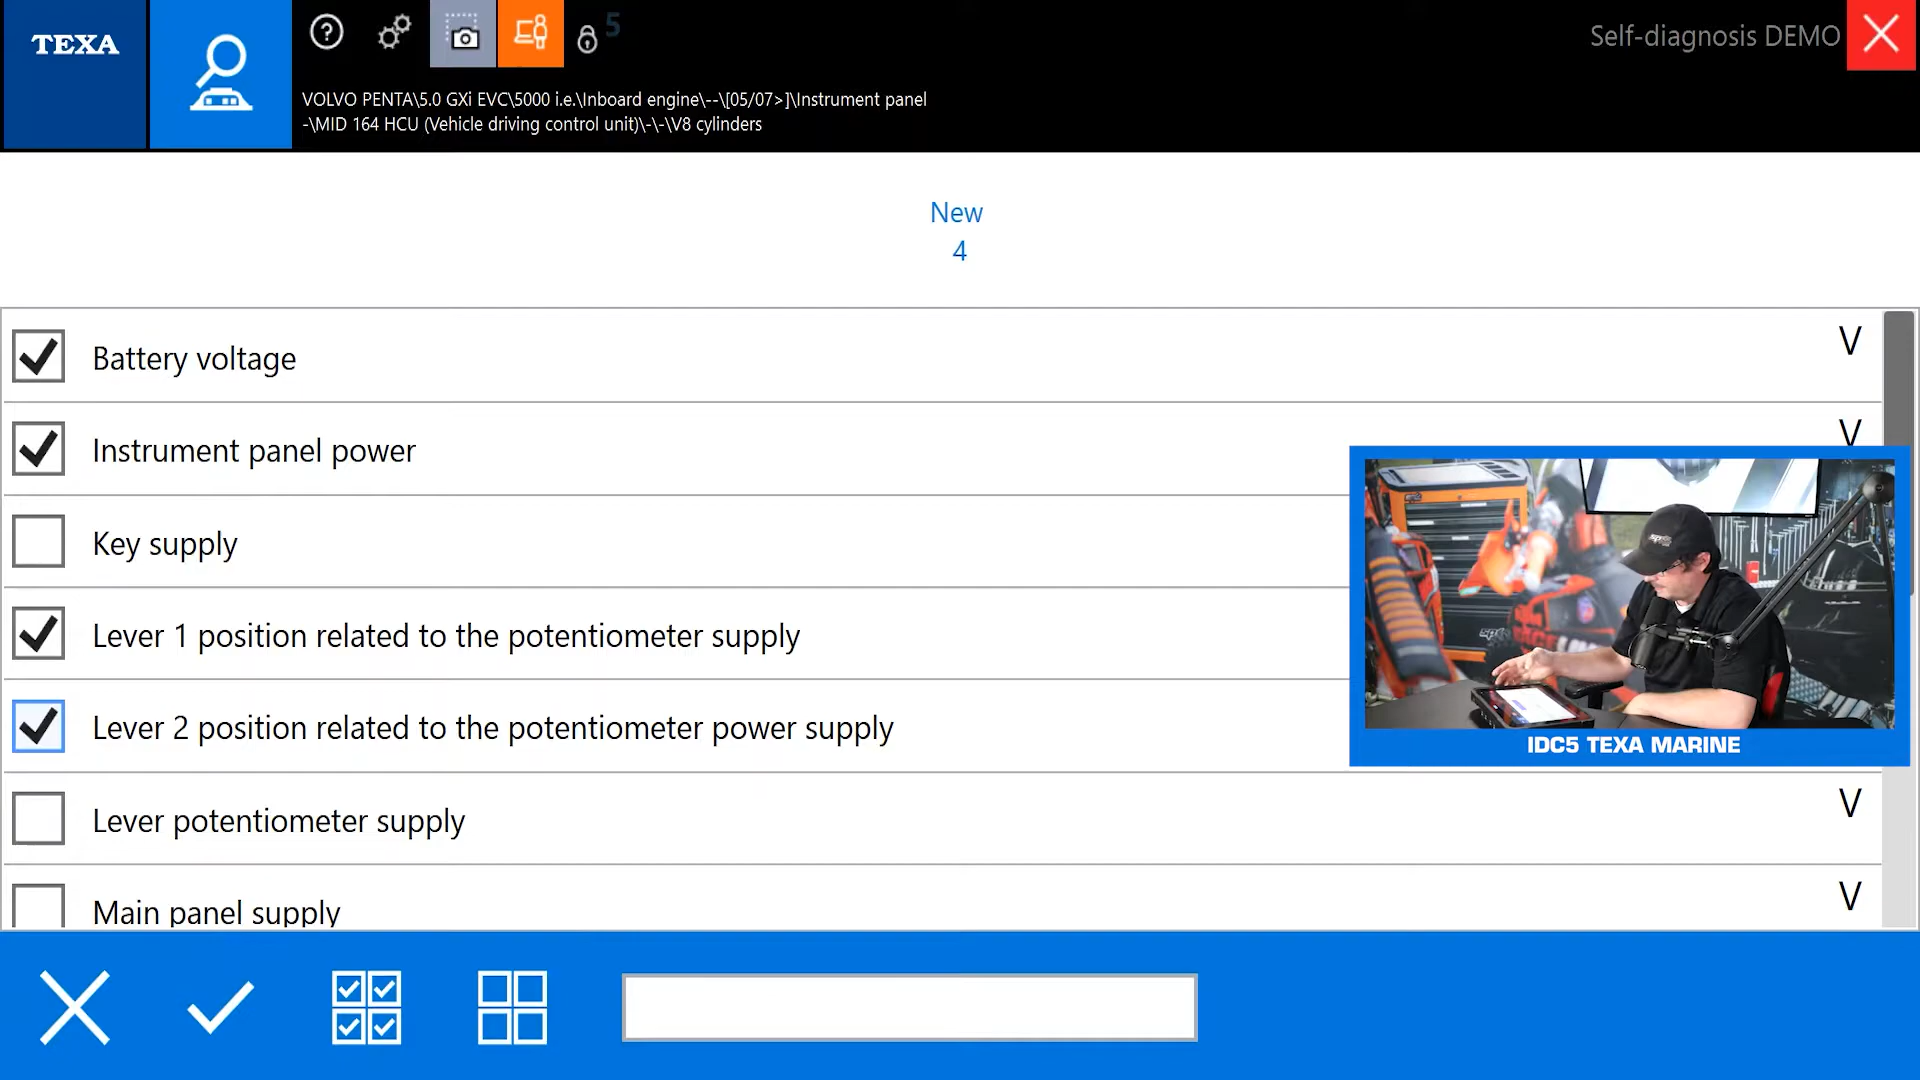 TEXA
5
Self-diagnosis DEMO
VOLVO PENTA\5.0 GXi EVC\5000 i.e.\Inboard engine\--\[05/07>]\Instrument panel
-\MID 164 HCU (Vehicle driving control unit)\-\-\V8 cylinders
New
4
Battery voltage V
Instrument panel power V
Key supply
Lever 1 position related to the potentiometer supply
Lever 2 position related to the potentiometer power supply
IDC5 TEXA MARINE
Lever potentiometer supply V
Main panel supply V